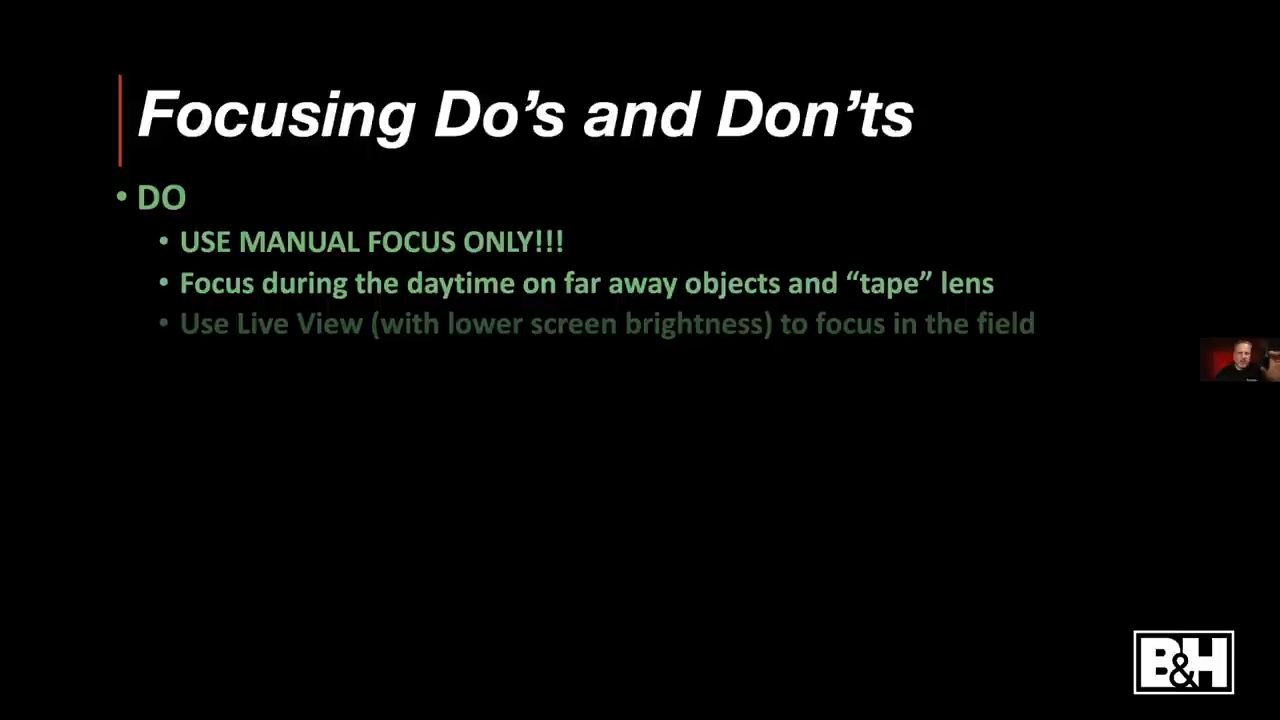 Focusing Do’s and Don’ts
• DO
• USE MANUAL FOCUS ONLY!!!
• Focus during the daytime on far away objects and “tape” lens
• Use Live View (with lower screen brightness) to focus in the field
B&H